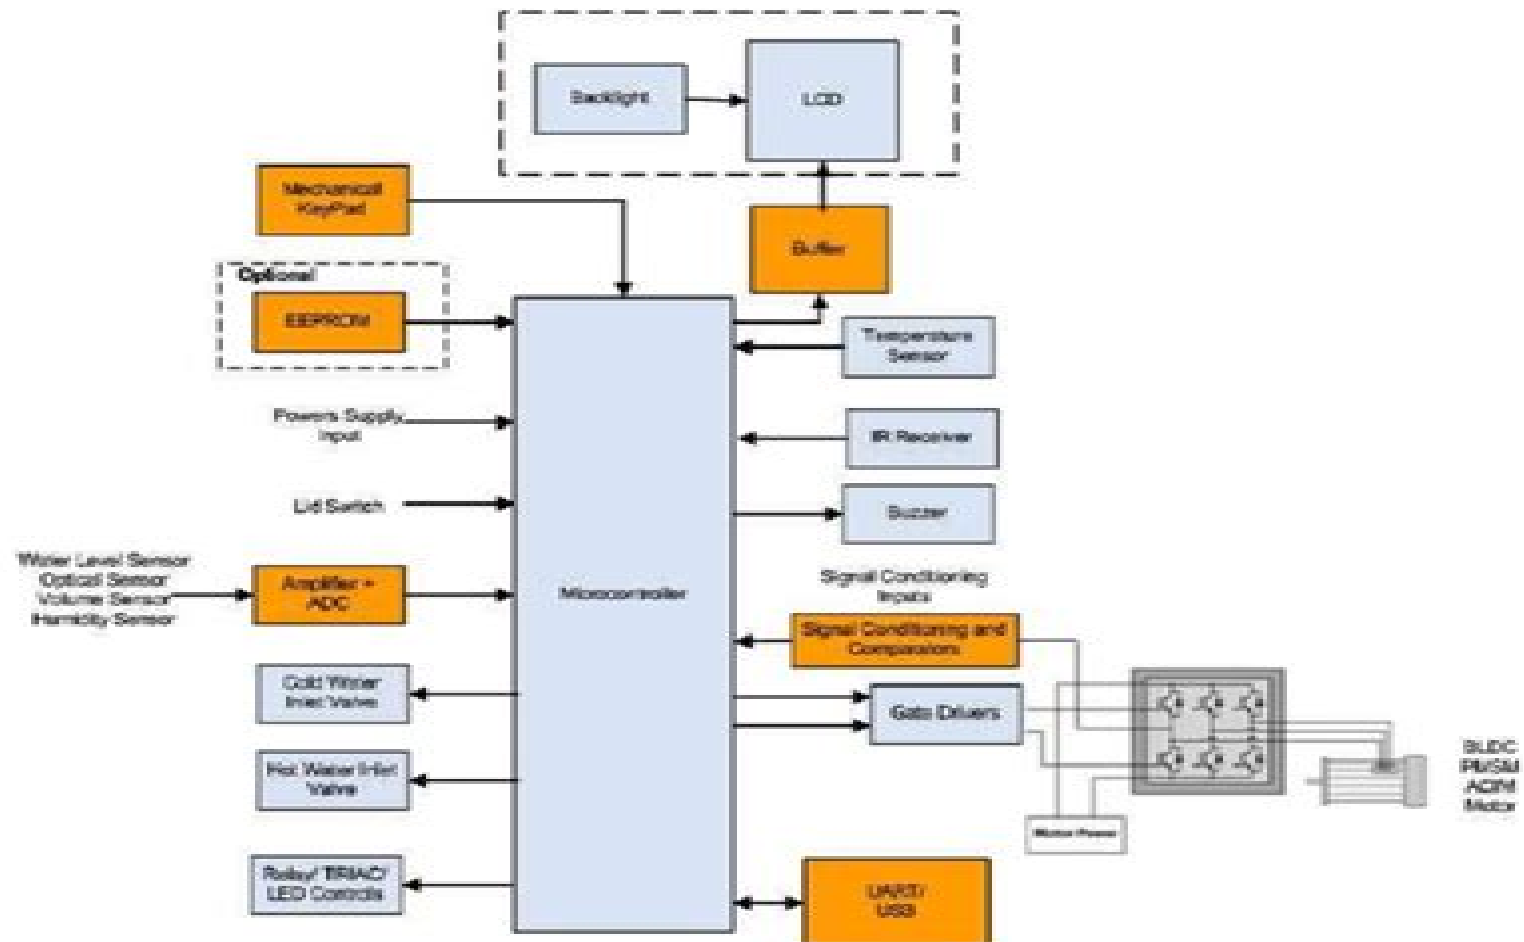 Backlight
LCD
Mechanical
KeyPad
Buffer
Optional
EEPROM
Temperature
Sensor
Powers Supply
Input
IR Receiver
Lid Switch
Buzzer
Water Level Sensor
Optical Sensor
Volume Sensor
Humidity Sensor
Amplifier +
ADC
Microcontroller
Signal Conditioning
Inputs
Signal Conditioning and
Comparators
Cold Water
Inlet Valve
Gate Drivers
Hot Water Inlet
Valve
BLDC
PMSM
ACIM
Motor
Motor Power
Relay/ TRIAC/
LED Controls
UART/
USB